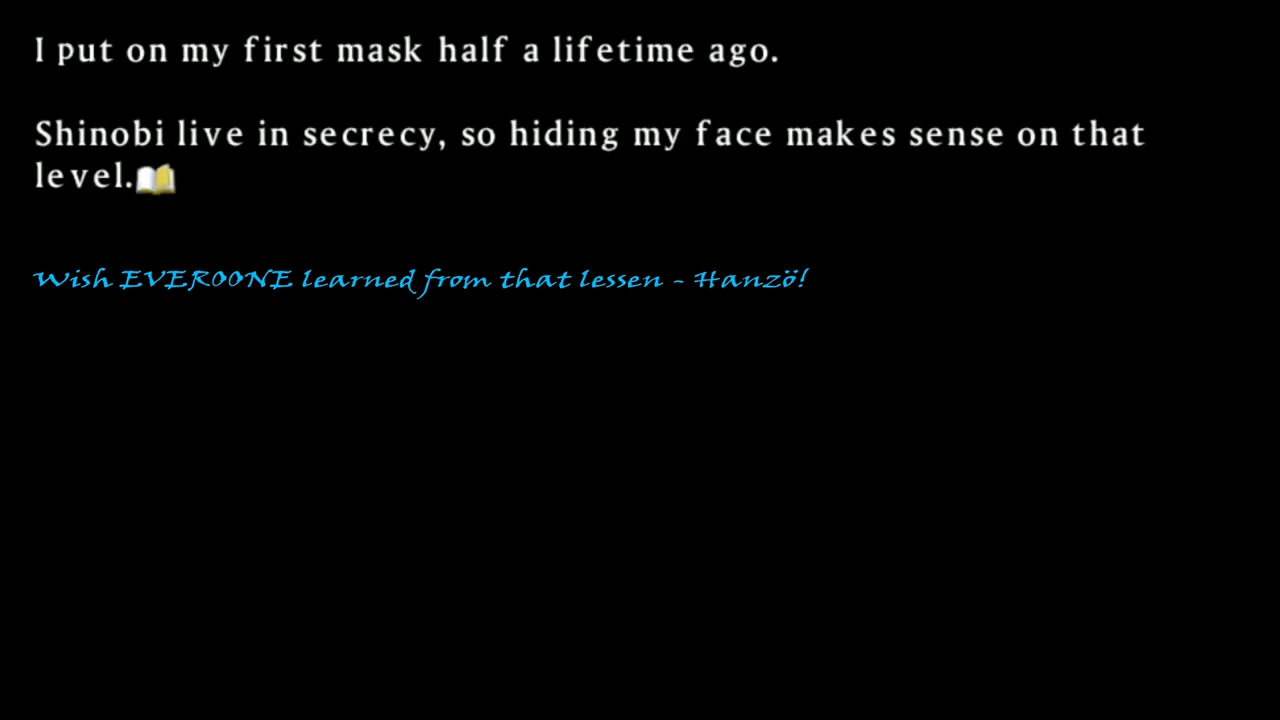 I put on my first mask half a lifetime ago.
Shinobi live in secrecy, so hiding my face makes sense on that
level.
Wish EVEROONE learned from that lessen - Hanzö!